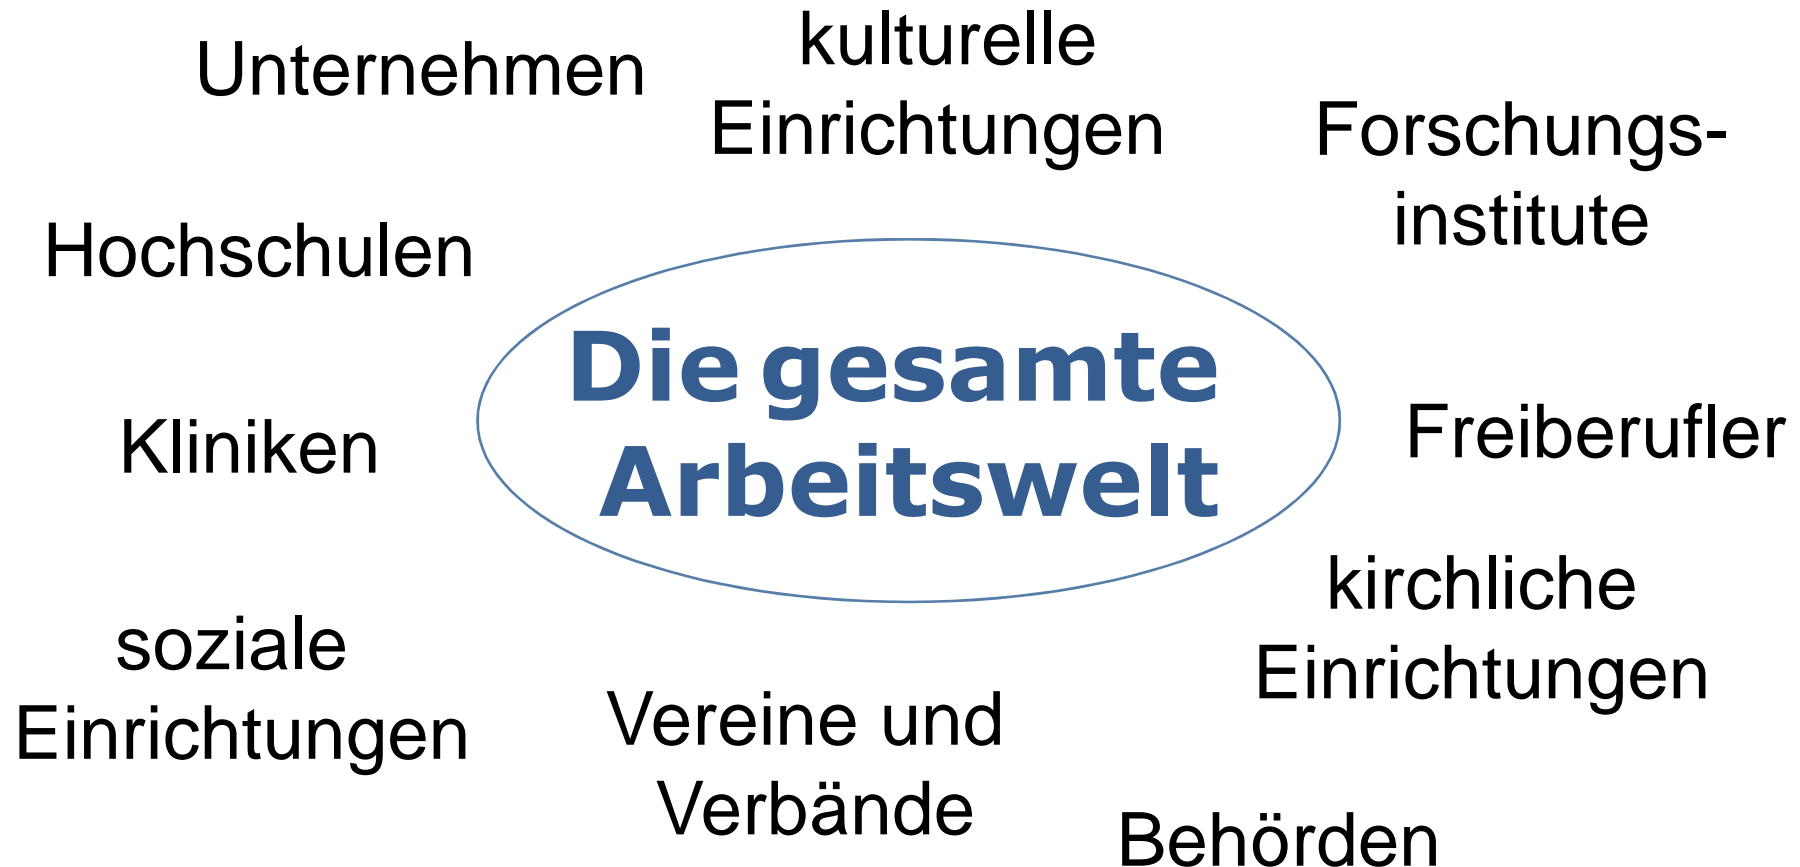 Unternehmen
kulturelle
Einrichtungen
Forschungs-
institute
Hochschulen
Die gesamte
Arbeitswelt
Kliniken
Freiberufler
kirchliche
Einrichtungen
soziale
Einrichtungen
Vereine und
Verbände
Behörden